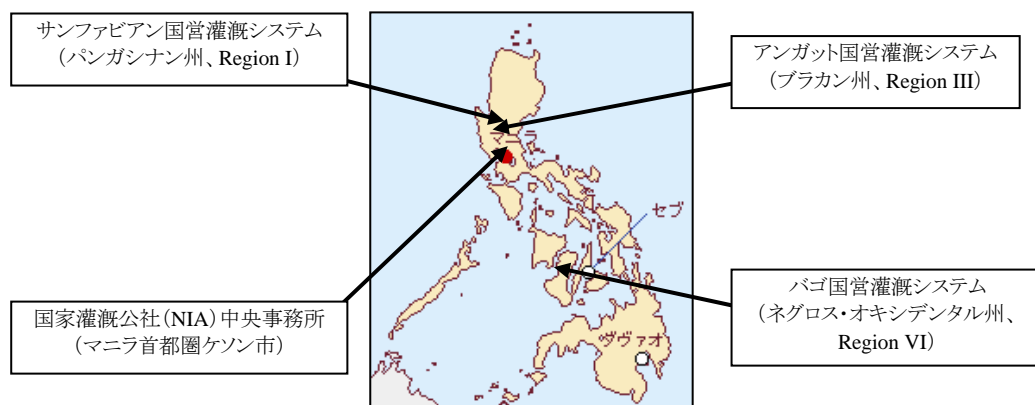 サンファビアン国営灌漑システム
(パンガシナン州、Region I)
アンガット国営灌漑システム
(ブラカン州、Region III)
マニラ
セブ
国家灌漑公社(NIA)中央事務所
(マニラ首都圏ケソン市)
バゴ国営灌漑システム
(ネグロス・オキシデンタル州、
Region VI)
ダヴァオ